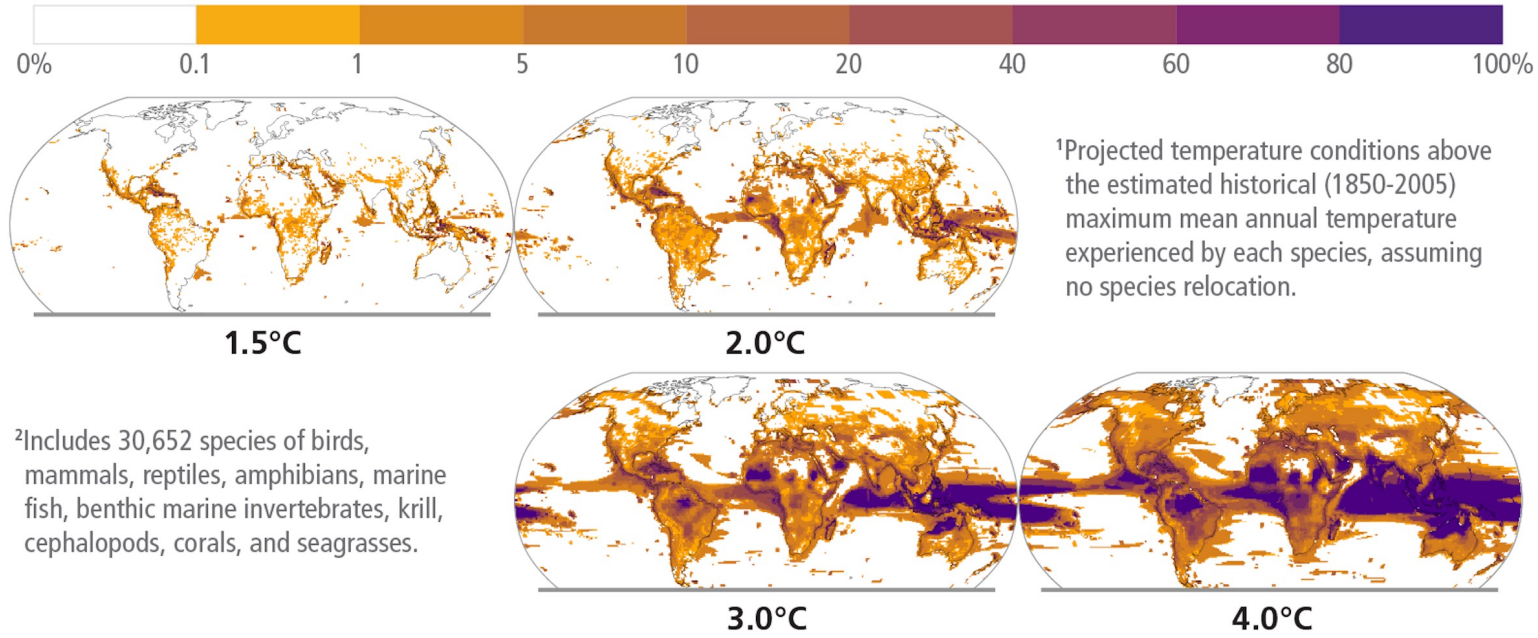 0% 0.1 1 5 10 20 40 60 80 100%
¹Projected temperature conditions above
the estimated historical (1850-2005)
maximum mean annual temperature
experienced by each species, assuming
no species relocation.
1.5°C 2.0°C
²Includes 30,652 species of birds,
mammals, reptiles, amphibians, marine
fish, benthic marine invertebrates, krill,
cephalopods, corals, and seagrasses.
3.0°C 4.0°C